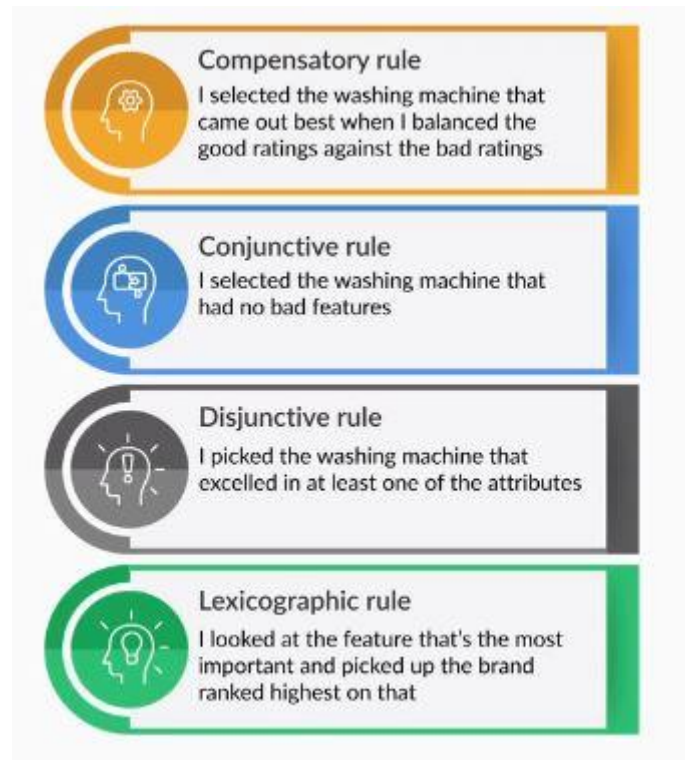 Compensatory rule
I selected the washing machine that
came out best when I balanced the
good ratings against the bad ratings
Conjunctive rule
I selected the washing machine that
had no bad features
Disjunctive rule
I picked the washing machine that
excelled in at least one of the attributes
Lexicographic rule
I looked at the feature that's the most
important and picked up the brand
ranked highest on that